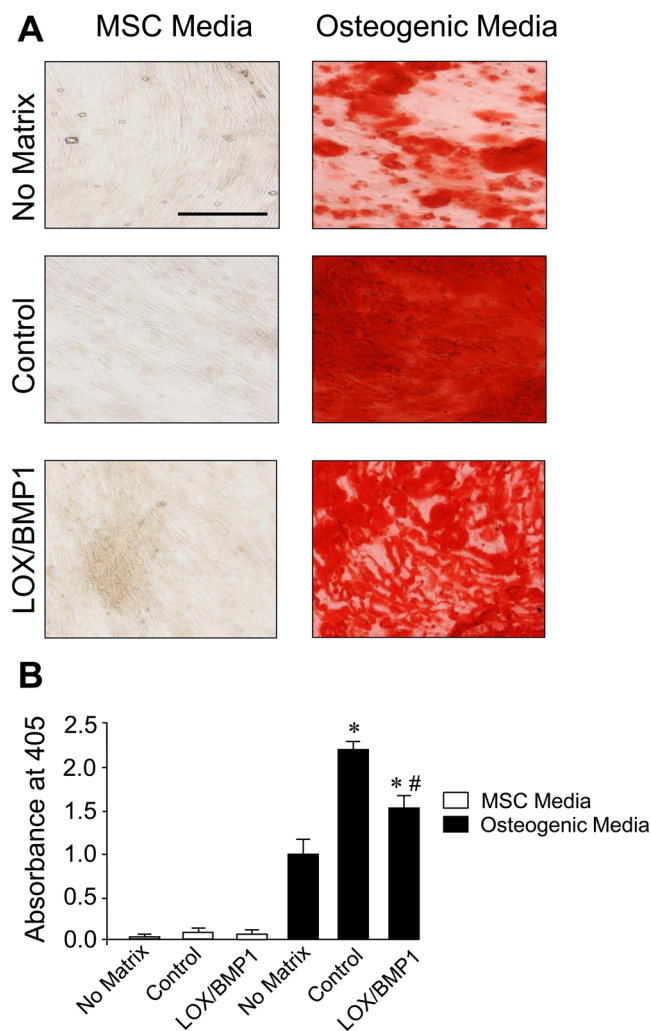 A
MSC Media
Osteogenic Media
No Matrix
Control
LOX/BMP1
B
Absorbance at 405
2.5
2.0
1.5
1.0
0.5
0.0
*
* #
MSC Media
Osteogenic Media
No Matrix
Control
LOX/BMP1
No Matrix
Control
LOX/BMP1